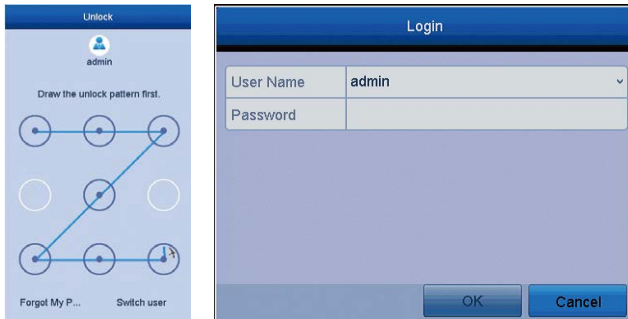 Unlock
admin
Draw the unlock pattern first.
Forgot My P...
Switch user
Login
User Name
admin
Password
OK
Cancel